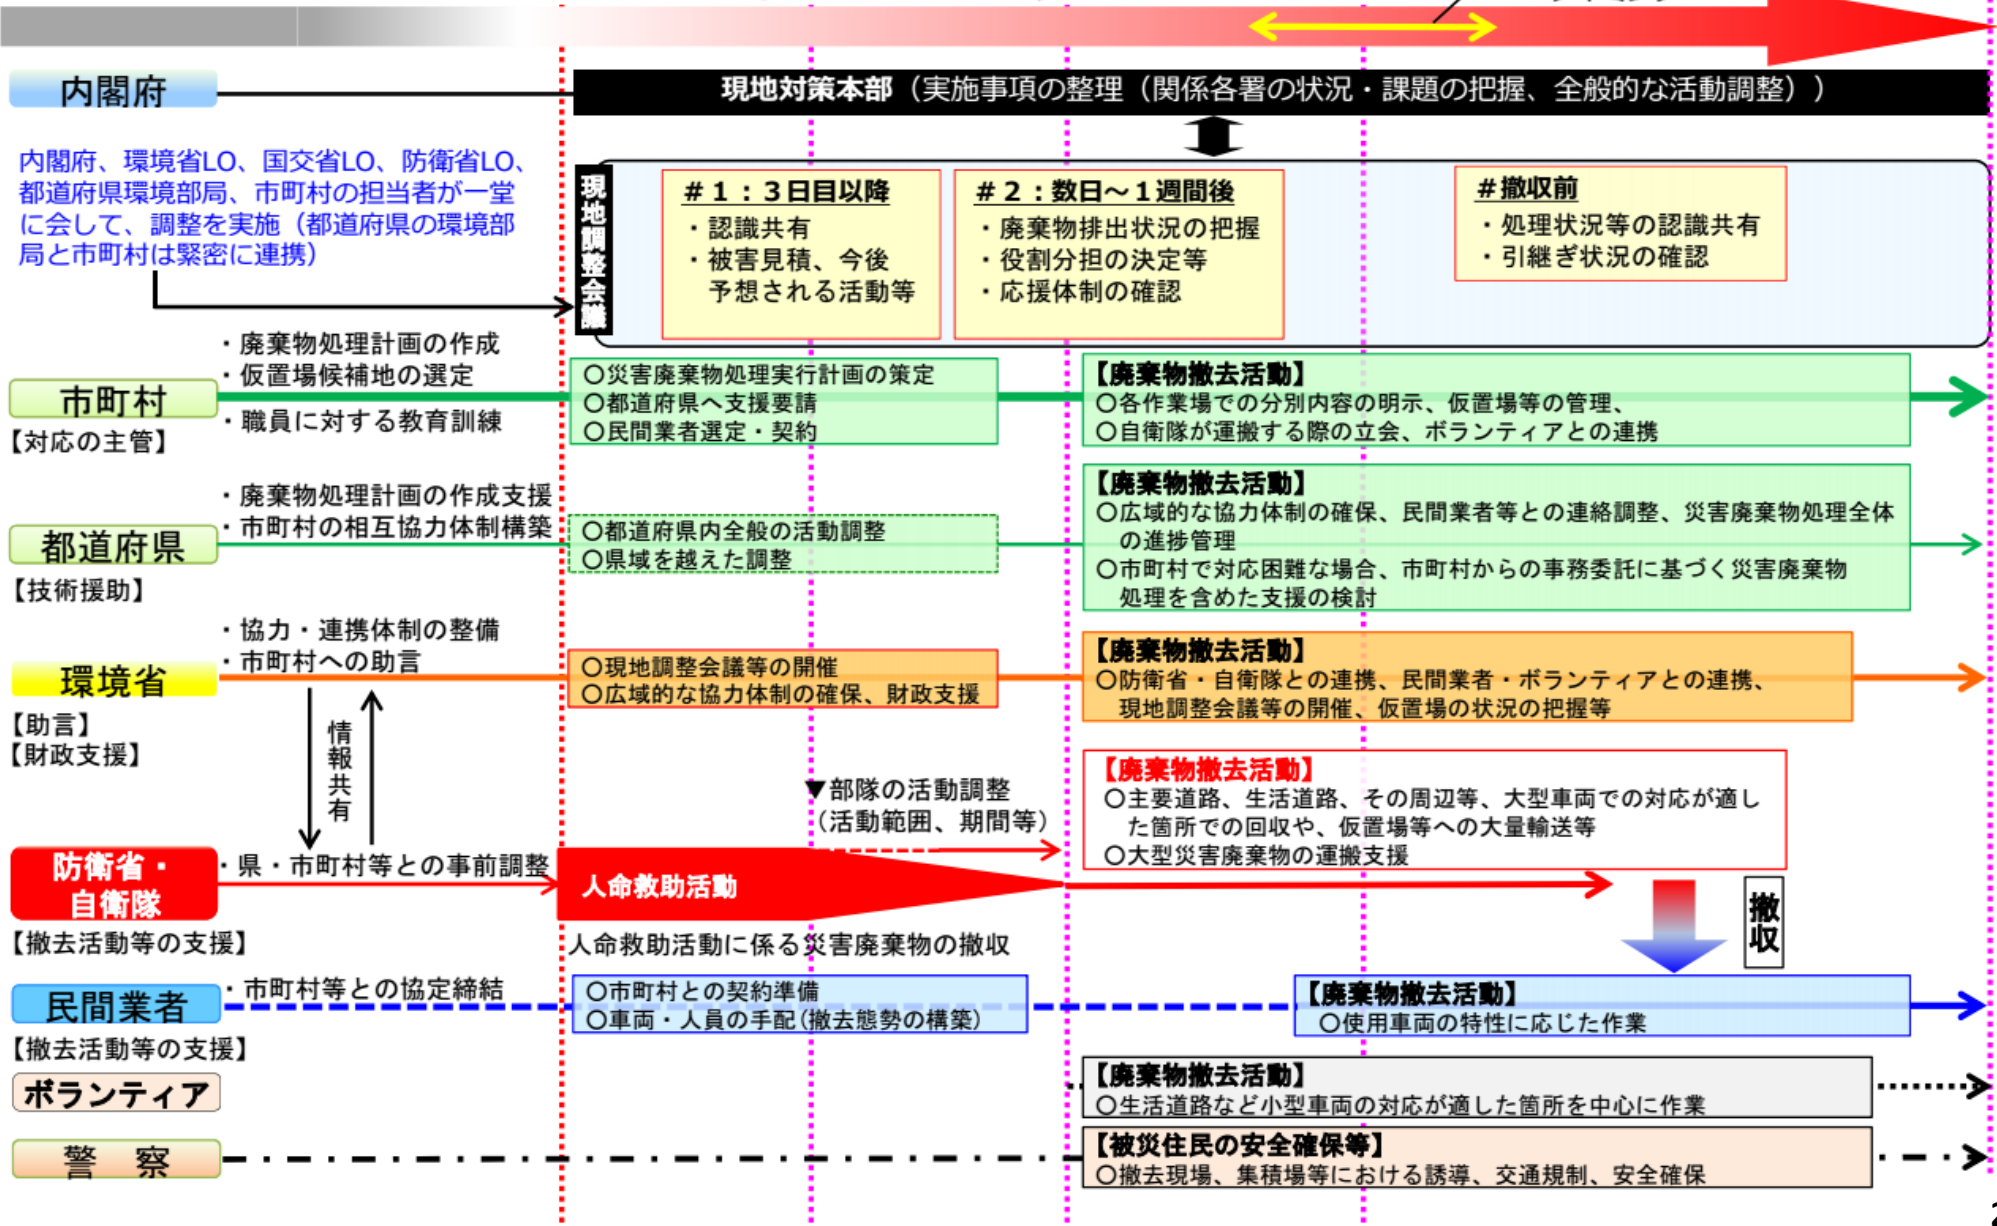 内閣府
現地対策本部（実施事項の整理（関係各署の状況・課題の把握、全般的な活動調整））
内閣府、環境省LO、国交省LO、防衛省LO、
都道府県環境部局、市町村の担当者が一堂
に会して、調整を実施（都道府県の環境部
局と市町村は緊密に連携）
現地調整会議
＃１：３日目以降
・認識共有
・被害見積、今後
予想される活動等
＃２：数日～１週間後
・廃棄物排出状況の把握
・役割分担の決定等
・応援体制の確認
＃撤収前
・処理状況等の認識共有
・引継ぎ状況の確認
・廃棄物処理計画の作成
・仮置場候補地の選定
市町村
・職員に対する教育訓練
【対応の主管】
〇災害廃棄物処理実行計画の策定
〇都道府県へ支援要請
〇民間業者選定・契約
【廃棄物撤去活動】
〇各作業場での分別内容の明示、仮置場等の管理、
〇自衛隊が運搬する際の立会、ボランティアとの連携
・廃棄物処理計画の作成支援
・市町村の相互協力体制構築
都道府県
【技術援助】
〇都道府県内全般の活動調整
〇県域を越えた調整
【廃棄物撤去活動】
〇広域的な協力体制の確保、民間業者等との連絡調整、災害廃棄物処理全体
の進捗管理
〇市町村で対応困難な場合、市町村からの事務委託に基づく災害廃棄物
処理を含めた支援の検討
・協力・連携体制の整備
・市町村への助言
環境省
【助言】
【財政支援】
〇現地調整会議等の開催
〇広域的な協力体制の確保、財政支援
【廃棄物撤去活動】
〇防衛省・自衛隊との連携、民間業者・ボランティアとの連携、
現地調整会議等の開催、仮置場の状況の把握等
情報共有
▼部隊の活動調整
（活動範囲、期間等）
【廃棄物撤去活動】
〇主要道路、生活道路、その周辺等、大型車両での対応が適し
た箇所での回収や、仮置場等への大量輸送等
〇大型災害廃棄物の運搬支援
防衛省・
自衛隊
・県・市町村等との事前調整
【撤去活動等の支援】
人命救助活動
人命救助活動に係る災害廃棄物の撤収
撤収
民間業者
・市町村等との協定締結
【撤去活動等の支援】
〇市町村との契約準備
〇車両・人員の手配（撤去態勢の構築）
【廃棄物撤去活動】
〇使用車両の特性に応じた作業
ボランティア
【廃棄物撤去活動】
〇生活道路など小型車両の対応が適した箇所を中心に作業
警　察
【被災住民の安全確保等】
〇撤去現場、集積場等における誘導、交通規制、安全確保